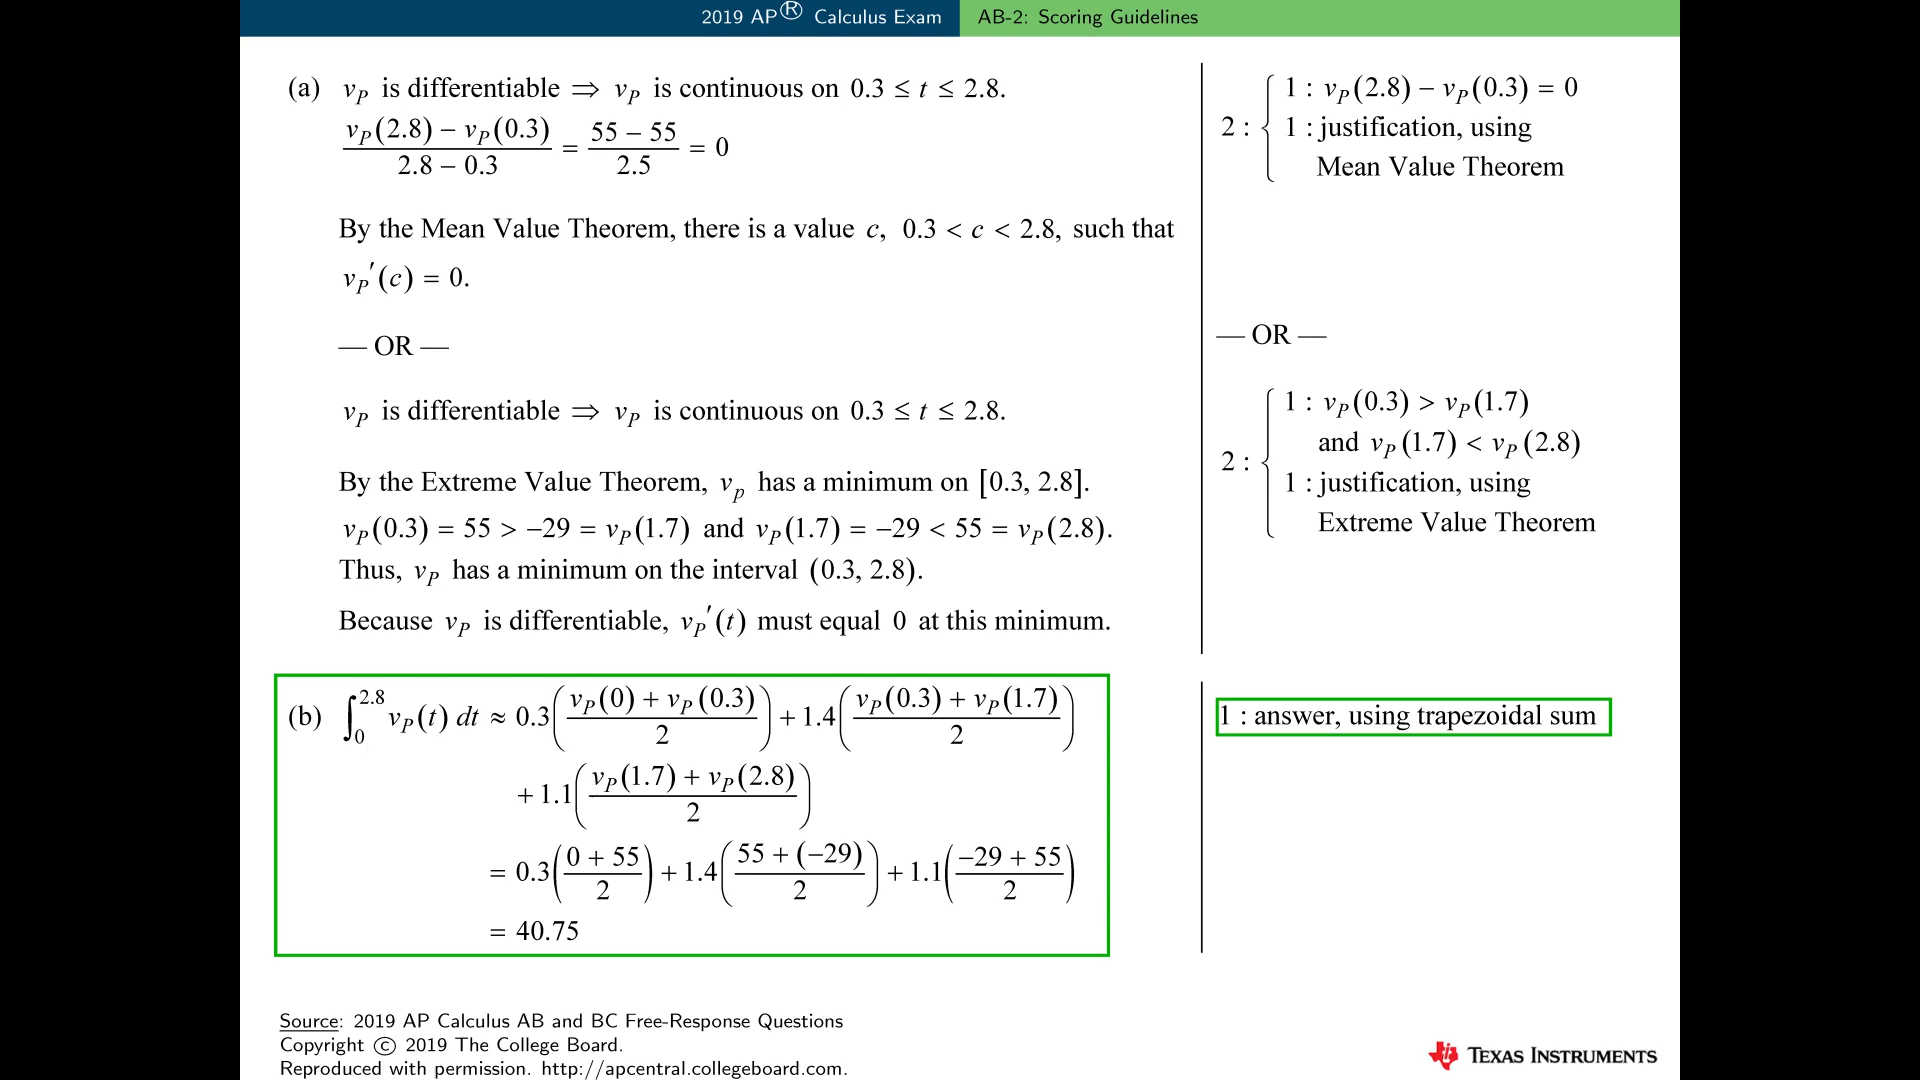 2019 AP® Calculus Exam
AB-2: Scoring Guidelines
(a) v_P is differentiable ⇒ v_P is continuous on 0.3 ≤ t ≤ 2.8.
(v_P(2.8) − v_P(0.3))/(2.8 − 0.3) = (55 − 55)/2.5 = 0
By the Mean Value Theorem, there is a value c, 0.3 < c < 2.8, such that
v_P′(c) = 0.
— OR —
v_P is differentiable ⇒ v_P is continuous on 0.3 ≤ t ≤ 2.8.
By the Extreme Value Theorem, v_p has a minimum on [0.3, 2.8].
v_P(0.3) = 55 > −29 = v_P(1.7) and v_P(1.7) = −29 < 55 = v_P(2.8).
Thus, v_P has a minimum on the interval (0.3, 2.8).
Because v_P is differentiable, v_P′(t) must equal 0 at this minimum.
2 : { 1 : v_P(2.8) − v_P(0.3) = 0
1 : justification, using
Mean Value Theorem
— OR —
2 : { 1 : v_P(0.3) > v_P(1.7)
and v_P(1.7) < v_P(2.8)
1 : justification, using
Extreme Value Theorem
(b) ∫_0^2.8 v_P(t) dt ≈ 0.3((v_P(0) + v_P(0.3))/2) + 1.4((v_P(0.3) + v_P(1.7))/2)
+ 1.1((v_P(1.7) + v_P(2.8))/2)
= 0.3((0 + 55)/2) + 1.4((55 + (−29))/2) + 1.1((−29 + 55)/2)
= 40.75
1 : answer, using trapezoidal sum
Source: 2019 AP Calculus AB and BC Free-Response Questions
Copyright © 2019 The College Board.
Reproduced with permission. http://apcentral.collegeboard.com.
TEXAS INSTRUMENTS